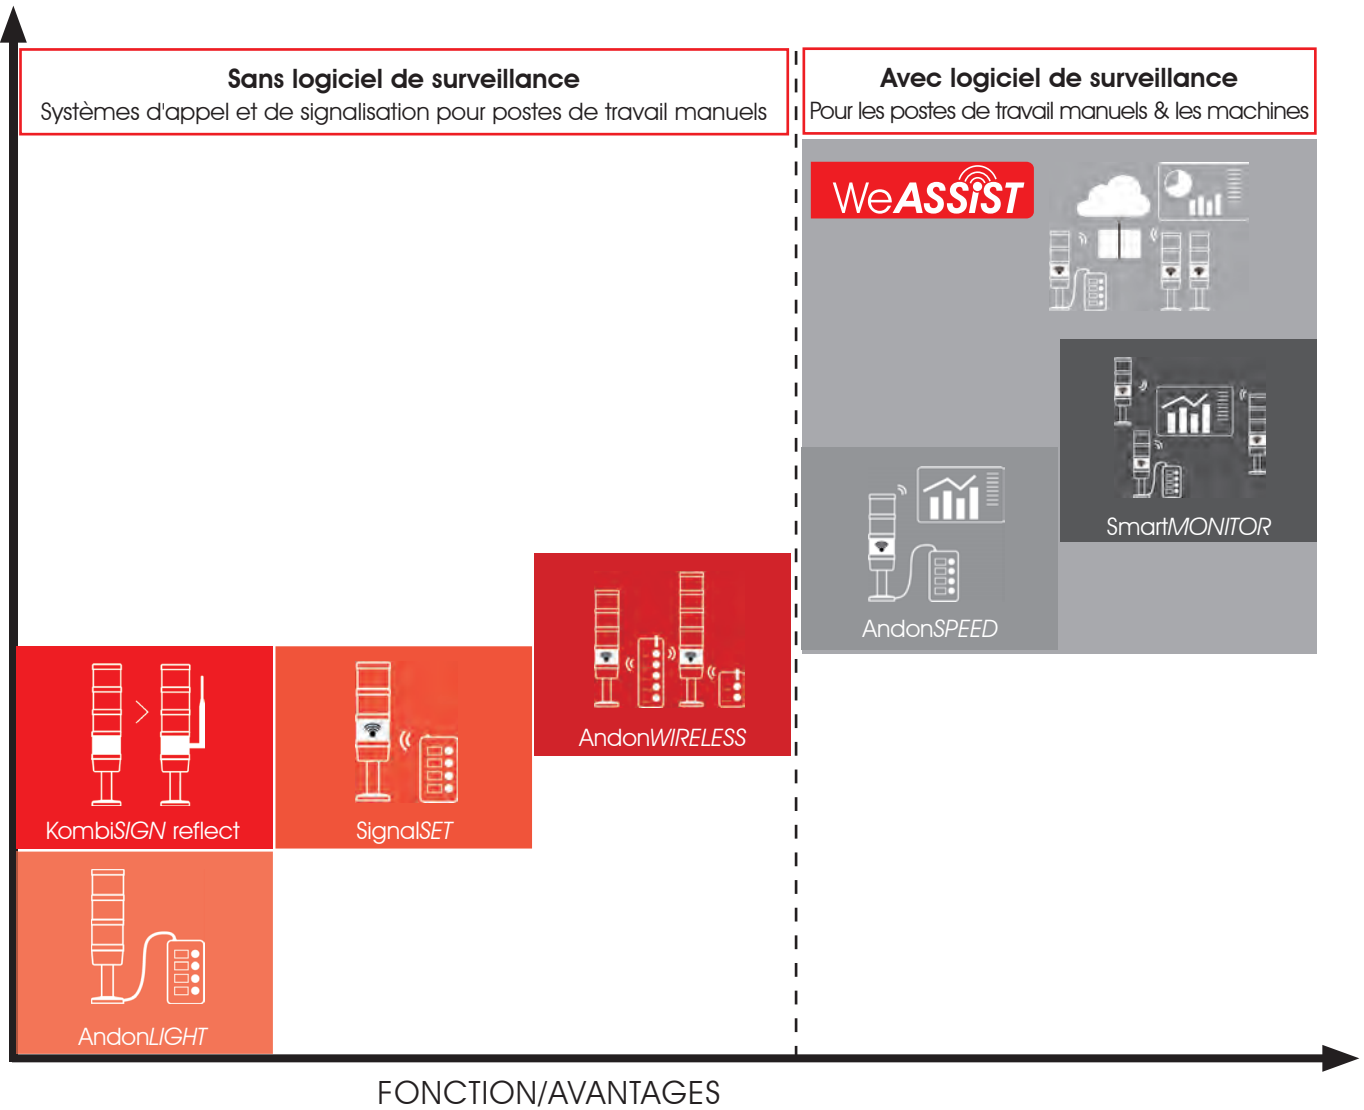 Sans logiciel de surveillance
Systèmes d'appel et de signalisation pour postes de travail manuels
Avec logiciel de surveillance
Pour les postes de travail manuels & les machines
WeASSiST
SmartMONITOR
AndonSPEED
AndonWIRELESS
KombiSIGN reflect
SignalSET
AndonLIGHT
FONCTION/AVANTAGES